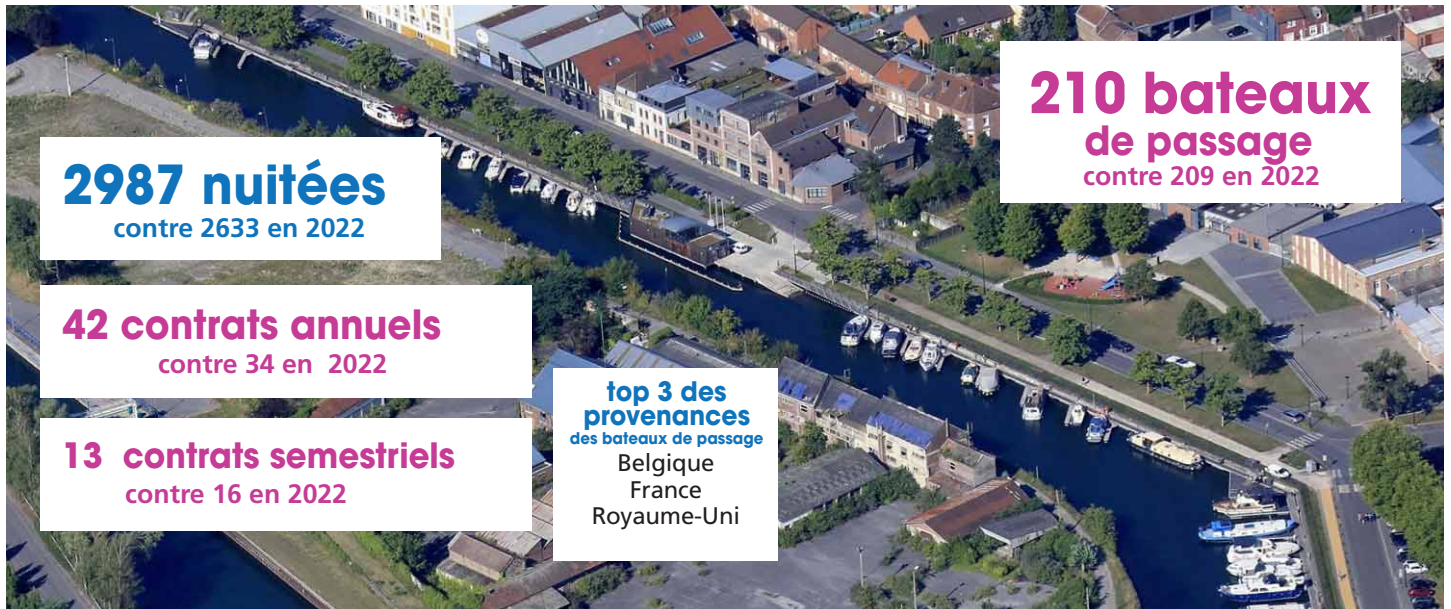 2987 nuitées
contre 2633 en 2022
42 contrats annuels
contre 34 en 2022
13 contrats semestriels
contre 16 en 2022
top 3 des
provenances
des bateaux de passage
Belgique
France
Royaume-Uni
210 bateaux
de passage
contre 209 en 2022